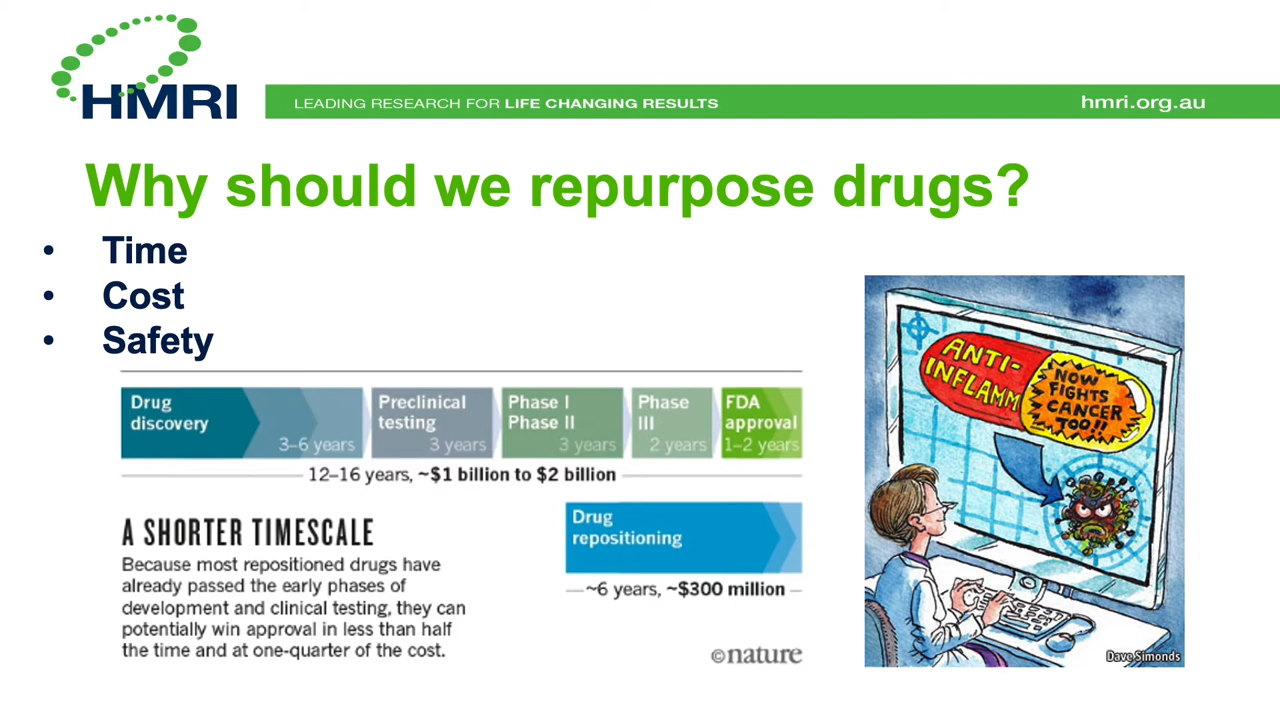 HMRI
LEADING RESEARCH FOR LIFE CHANGING RESULTS
hmri.org.au
Why should we repurpose drugs?
• Time
• Cost
• Safety
Drug
discovery
3–6 years
Preclinical
testing
3 years
Phase I
Phase II
3 years
Phase
III
2 years
FDA
approval
1–2 years
12–16 years, ~$1 billion to $2 billion
A SHORTER TIMESCALE
Because most repositioned drugs have
already passed the early phases of
development and clinical testing, they can
potentially win approval in less than half
the time and at one-quarter of the cost.
Drug
repositioning
~6 years, ~$300 million
©nature
ANTI-
INFLAMM
NOW
FIGHTS
CANCER
TOO!!
Dave Simonds